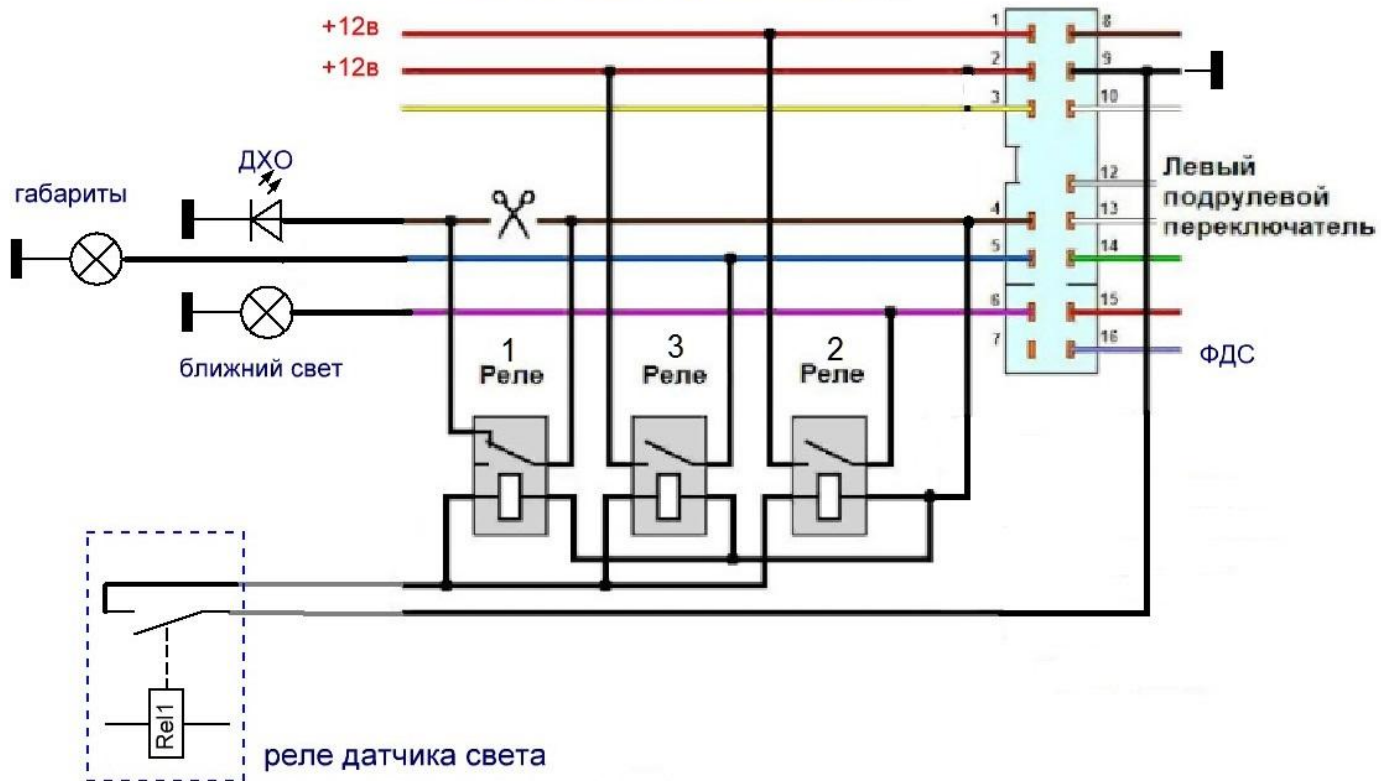 +12в
1
8
+12в
2
9
3
10
ДХО
габариты
12
Левый
подрулевой
переключатель
4
13
5
14
6
15
7
16
ФДС
ближний свет
1
Реле
3
Реле
2
Реле
Rel1
реле датчика света